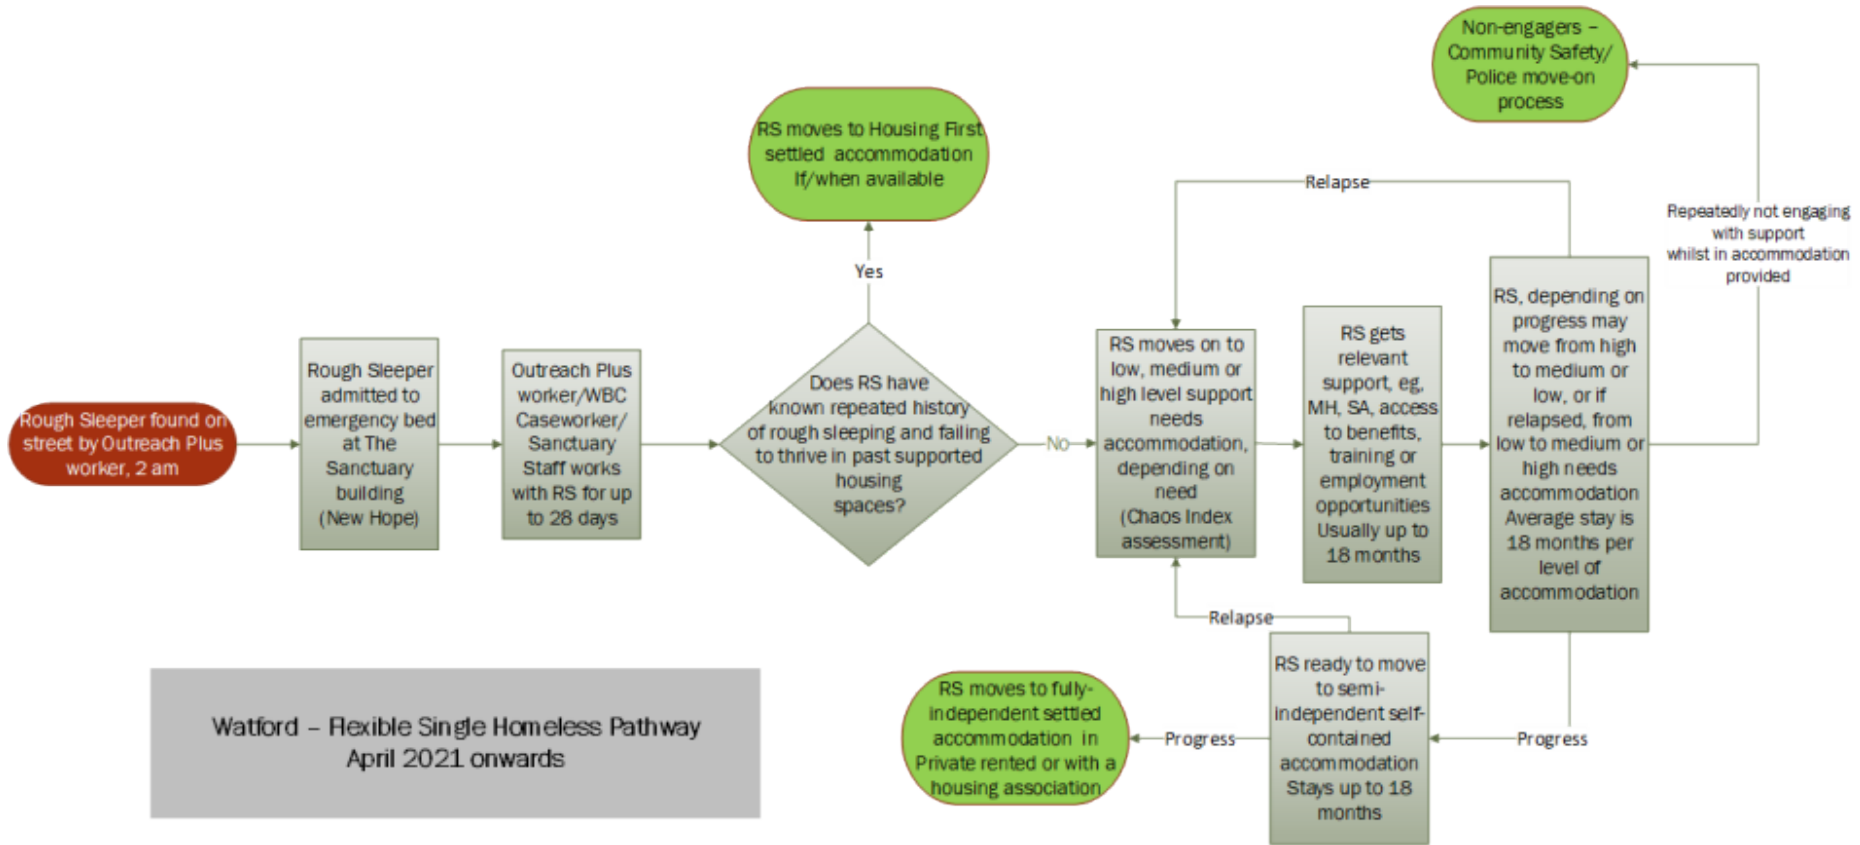 Rough Sleeper found on
street by Outreach Plus
worker, 2 am
Rough Sleeper
admitted to
emergency bed
at The
Sanctuary
building
(New Hope)
Outreach Plus
worker/WBC
Caseworker/
Sanctuary
Staff works
with RS for up
to 28 days
Does RS have
known repeated history
of rough sleeping and failing
to thrive in past supported
housing
spaces?
Yes
RS moves to Housing First
settled accommodation
If/when available
No
RS moves on to
low, medium or
high level support
needs
accommodation,
depending on
need
(Chaos Index
assessment)
RS gets
relevant
support, eg,
MH, SA, access
to benefits,
training or
employment
opportunities
Usually up to
18 months
RS, depending on
progress may
move from high
to medium or
low, or if
relapsed, from
low to medium or
high needs
accommodation
Average stay is
18 months per
level of
accommodation
Relapse
Repeatedly not engaging
with support
whilst in accommodation
provided
Non-engagers –
Community Safety/
Police move-on
process
Progress
RS ready to move
to semi-
independent self-
contained
accommodation
Stays up to 18
months
Relapse
Progress
RS moves to fully-
independent settled
accommodation in
Private rented or with a
housing association
Watford – Flexible Single Homeless Pathway
April 2021 onwards